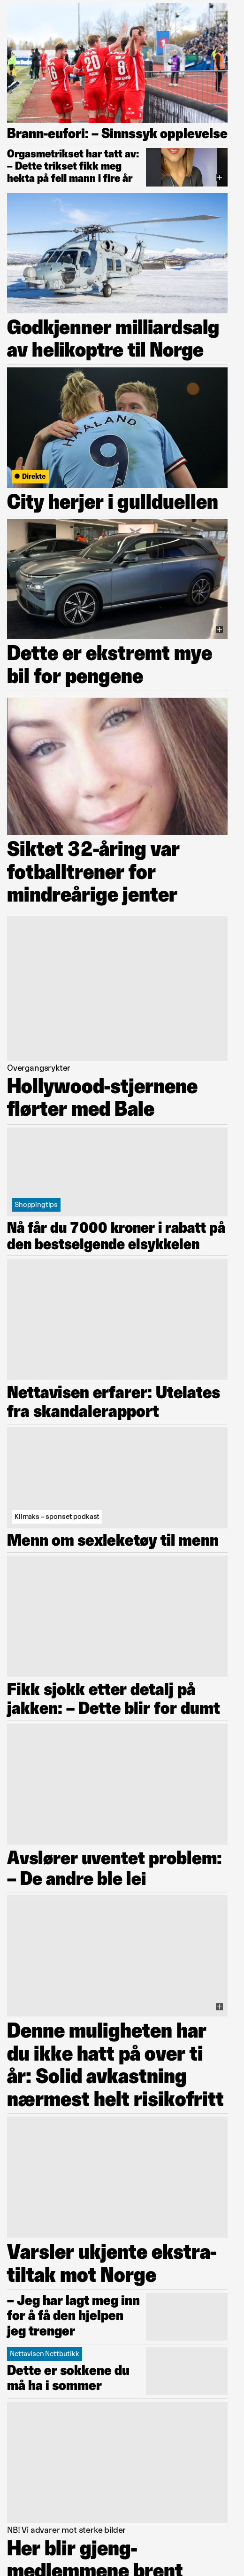 Brann-eufori: – Sinnssyk opplevelse
Orgasmetrikset har tatt av:
– Dette trikset fikk meg
hekta på feil mann i fire år
Godkjenner milliardsalg
av helikoptre til Norge
HAALAND
9
Direkte
City herjer i gullduellen
Dette er ekstremt mye
bil for pengene
Siktet 32-åring var
fotballtrener for
mindreårige jenter
Overgangsrykter
Hollywood-stjernene
flørter med Bale
Shoppingtips
Nå får du 7000 kroner i rabatt på
den bestselgende elsykkelen
Nettavisen erfarer: Utelates
fra skandalerapport
Klimaks – sponset podkast
Menn om sexleketøy til menn
Fikk sjokk etter detalj på
jakken: – Dette blir for dumt
Avslører uventet problem:
– De andre ble lei
Denne muligheten har
du ikke hatt på over ti
år: Solid avkastning
nærmest helt risikofritt
Varsler ukjente ekstra-
tiltak mot Norge
– Jeg har lagt meg inn
for å få den hjelpen
jeg trenger
Nettavisen Nettbutikk
Dette er sokkene du
må ha i sommer
NB! Vi advarer mot sterke bilder
Her blir gjeng-
medlemmene brent